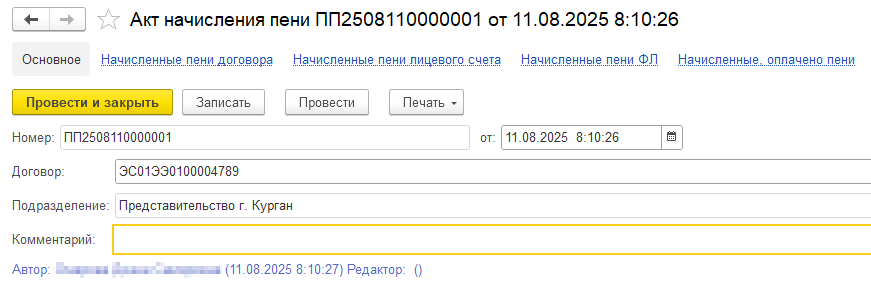 Акт начисления пени ПП2508110000001 от 11.08.2025 8:10:26
Основное Начисленные пени договора Начисленные пени лицевого счета Начисленные пени ФЛ Начисленные, оплачено пени
Провести и закрыть Записать Провести Печать
Номер: ПП2508110000001 от: 11.08.2025 8:10:26
Договор: ЭС01ЭЭ0100004789
Подразделение: Представительство г. Курган
Комментарий:
Автор: (11.08.2025 8:10:27) Редактор: ()